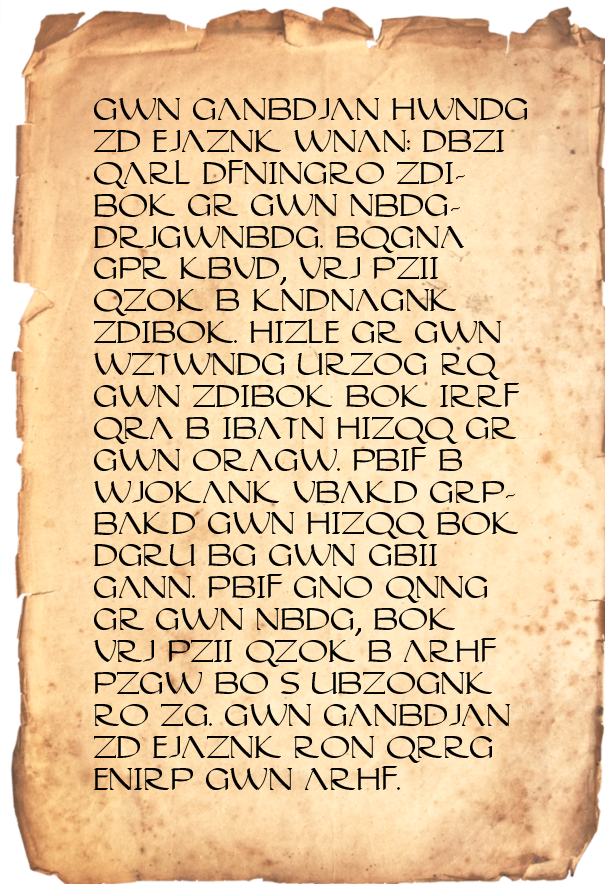 GWN GANBDJAN HWNDG
ZD EJAZNK WNAN: DBZI
QARL DFNINGRO ZDI-
BOK GR GWN NBDG-
DRJGWNBDG. BQGNA
GPR KBVD, VRJ PZII
QZOK B KNDNAGNK
ZDIBOK. HIZLE GR GWN
WZTWNDG URZOG RQ
GWN ZDIBOK BOK IRRF
QRA B IBATN HIZQQ GR
GWN ORAGW. PBIF B
WJOKANK VBAKD GRP-
BAKD GWN HIZQQ BOK
DGRU BG GWN GBII
GANN. PBIF GNO QNNG
GR GWN NBDG, BOK
VRJ PZII QZOK B ARHF
PZGW BO S UBZOGNK
RO ZG. GWN GANBDJAN
ZD EJAZNK RON QRRG
ENIRP GWN ARHF.